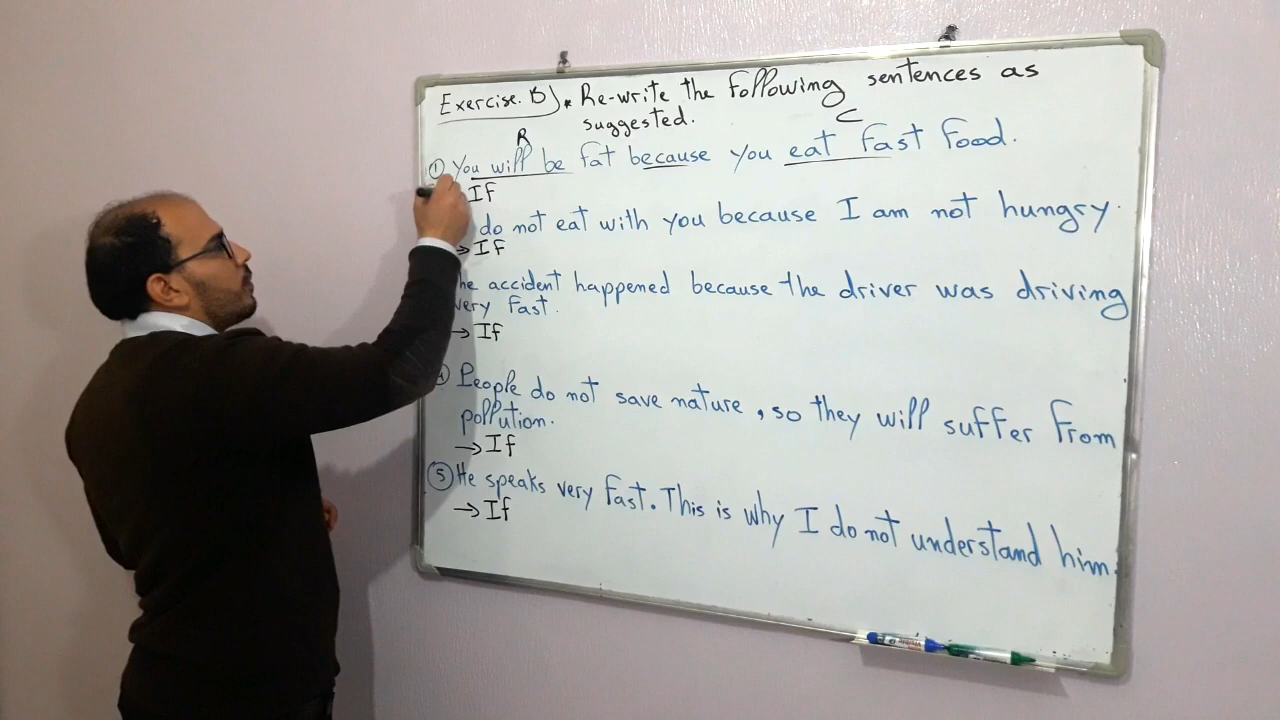 Exercise. B) * Re-write the following sentences as
suggested.
R C
① You will be fat because you eat fast food.
If
do not eat with you because I am not hungry.
→ If
he accident happened because the driver was driving
very fast.
→ If
④ People do not save nature, so they will suffer from
pollution.
→ If
⑤ He speaks very fast. This is why I do not understand him.
→ If